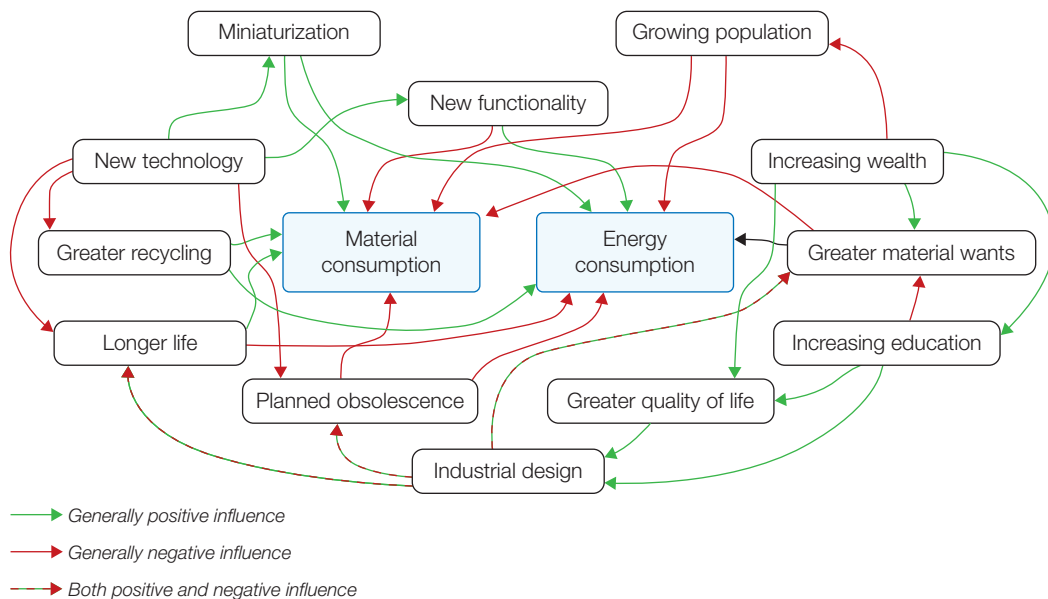 Miniaturization
Growing population
New functionality
New technology
Increasing wealth
Material
consumption
Energy
consumption
Greater recycling
Greater material wants
Longer life
Increasing education
Planned obsolescence
Greater quality of life
Industrial design
Generally positive influence
Generally negative influence
Both positive and negative influence